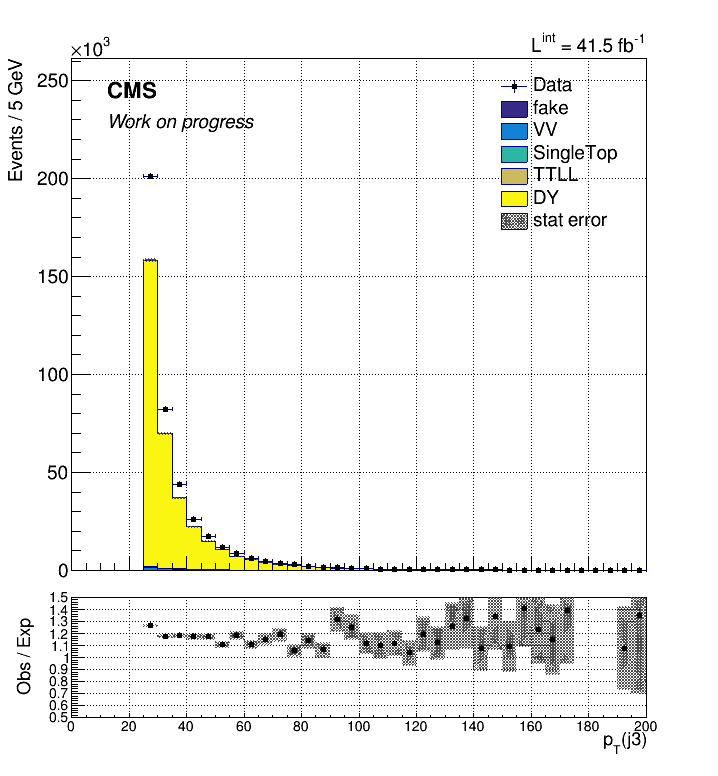 ×10³
L^int = 41.5 fb⁻¹
Events / 5 GeV
250
200
150
100
50
0
CMS
Work on progress
Data
fake
VV
SingleTop
TTLL
DY
stat error
Obs / Exp
1.5
1.4
1.3
1.2
1.1
1
0.9
0.8
0.7
0.6
0.5
0 20 40 60 80 100 120 140 160 180 200
p_T(j3)